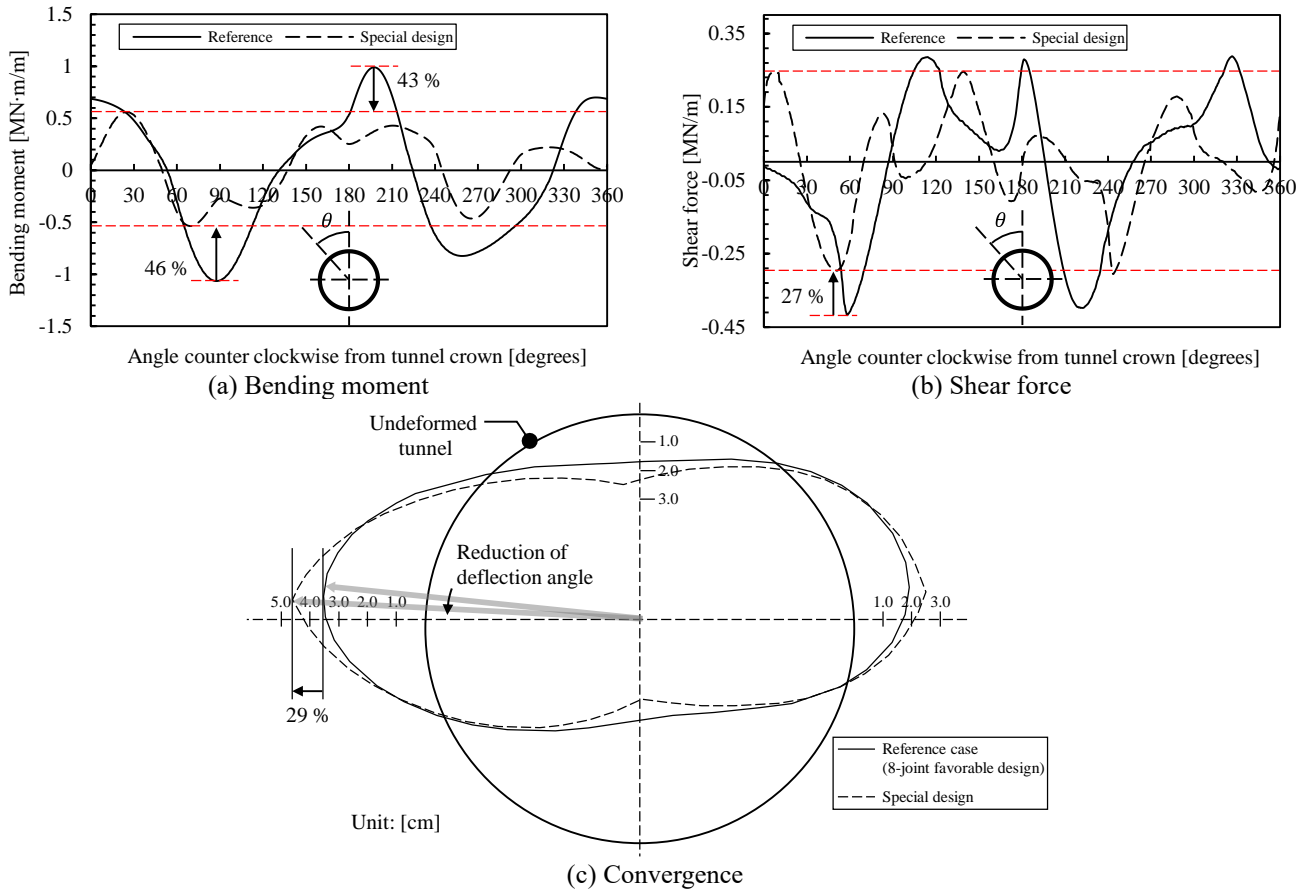 1.5
1
0.5
0
-0.5
-1
-1.5
Bending moment [MN·m/m]
Reference
Special design
43 %
46 %
θ
0 30 60 90 120 150 180 210 240 270 300 330 360
Angle counter clockwise from tunnel crown [degrees]
(a) Bending moment
0.35
0.15
-0.05
-0.25
-0.45
Shear force [MN/m]
Reference
Special design
27 %
θ
0 30 60 90 120 150 180 210 240 270 300 330 360
Angle counter clockwise from tunnel crown [degrees]
(b) Shear force
Undeformed
tunnel
1.0
2.0
3.0
Reduction of
deflection angle
5.0 4.0 3.0 2.0 1.0
1.0 2.0 3.0
29 %
Reference case
(8-joint favorable design)
Special design
Unit: [cm]
(c) Convergence